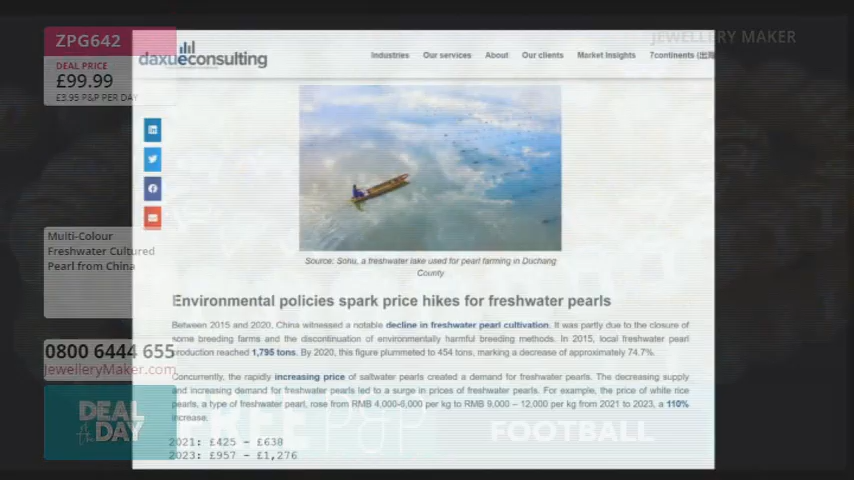 ZPG642
JEWELLERY MAKER
DEAL PRICE
£99.99
£3.95 P&P PER DAY
daxueconsulting
Industries Our services About Our clients Market Insights 7continents (出海
Multi-Colour
Freshwater Cultured
Pearl from China
Source: Sohu, a freshwater lake used for pearl farming in Duchang
County
Environmental policies spark price hikes for freshwater pearls
Between 2015 and 2020, China witnessed a notable decline in freshwater pearl cultivation. It was partly due to the closure of
some breeding farms and the discontinuation of environmentally harmful breeding methods. In 2015, local freshwater pearl
production reached 1,795 tons. By 2020, this figure plummeted to 454 tons, marking a decrease of approximately 74.7%.
Concurrently, the rapidly increasing price of saltwater pearls created a demand for freshwater pearls. The decreasing supply
and increasing demand for freshwater pearls led to a surge in prices of freshwater pearls. For example, the price of white rice
pearls, a type of freshwater pearl, rose from RMB 4,000-6,000 per kg to RMB 9,000 – 12,000 per kg from 2021 to 2023, a 110%
increase.
2021: £425 – £638
2023: £957 – £1,276
0800 6444 655
JewelleryMaker.com
DEAL
of the
DAY
FREE P&P
FOOTBALL